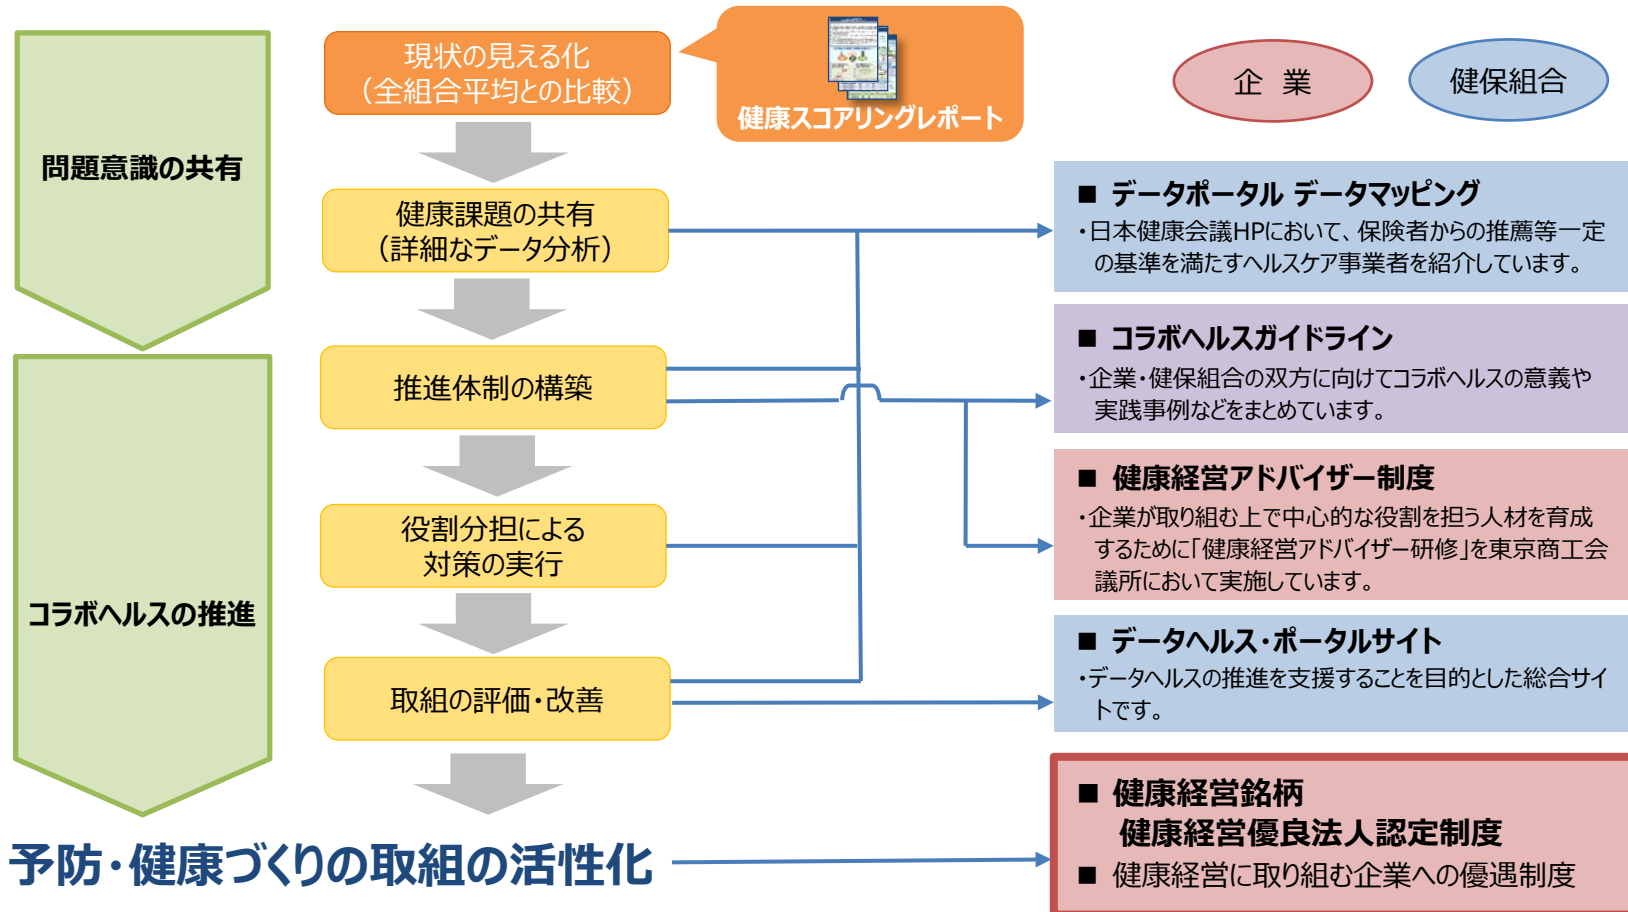 問題意識の共有
コラボヘルスの推進
現状の見える化
（全組合平均との比較）
健康スコアリングレポート
健康課題の共有
（詳細なデータ分析）
推進体制の構築
役割分担による
対策の実行
取組の評価・改善
予防・健康づくりの取組の活性化
企 業
健保組合
■ データポータル データマッピング
・日本健康会議HPにおいて、保険者からの推薦等一定
の基準を満たすヘルスケア事業者を紹介しています。
■ コラボヘルスガイドライン
・企業・健保組合の双方に向けてコラボヘルスの意義や
実践事例などをまとめています。
■ 健康経営アドバイザー制度
・企業が取り組む上で中心的な役割を担う人材を育成
するために「健康経営アドバイザー研修」を東京商工会
議所において実施しています。
■ データヘルス・ポータルサイト
・データヘルスの推進を支援することを目的とした総合サイ
トです。
■ 健康経営銘柄
健康経営優良法人認定制度
■ 健康経営に取り組む企業への優遇制度